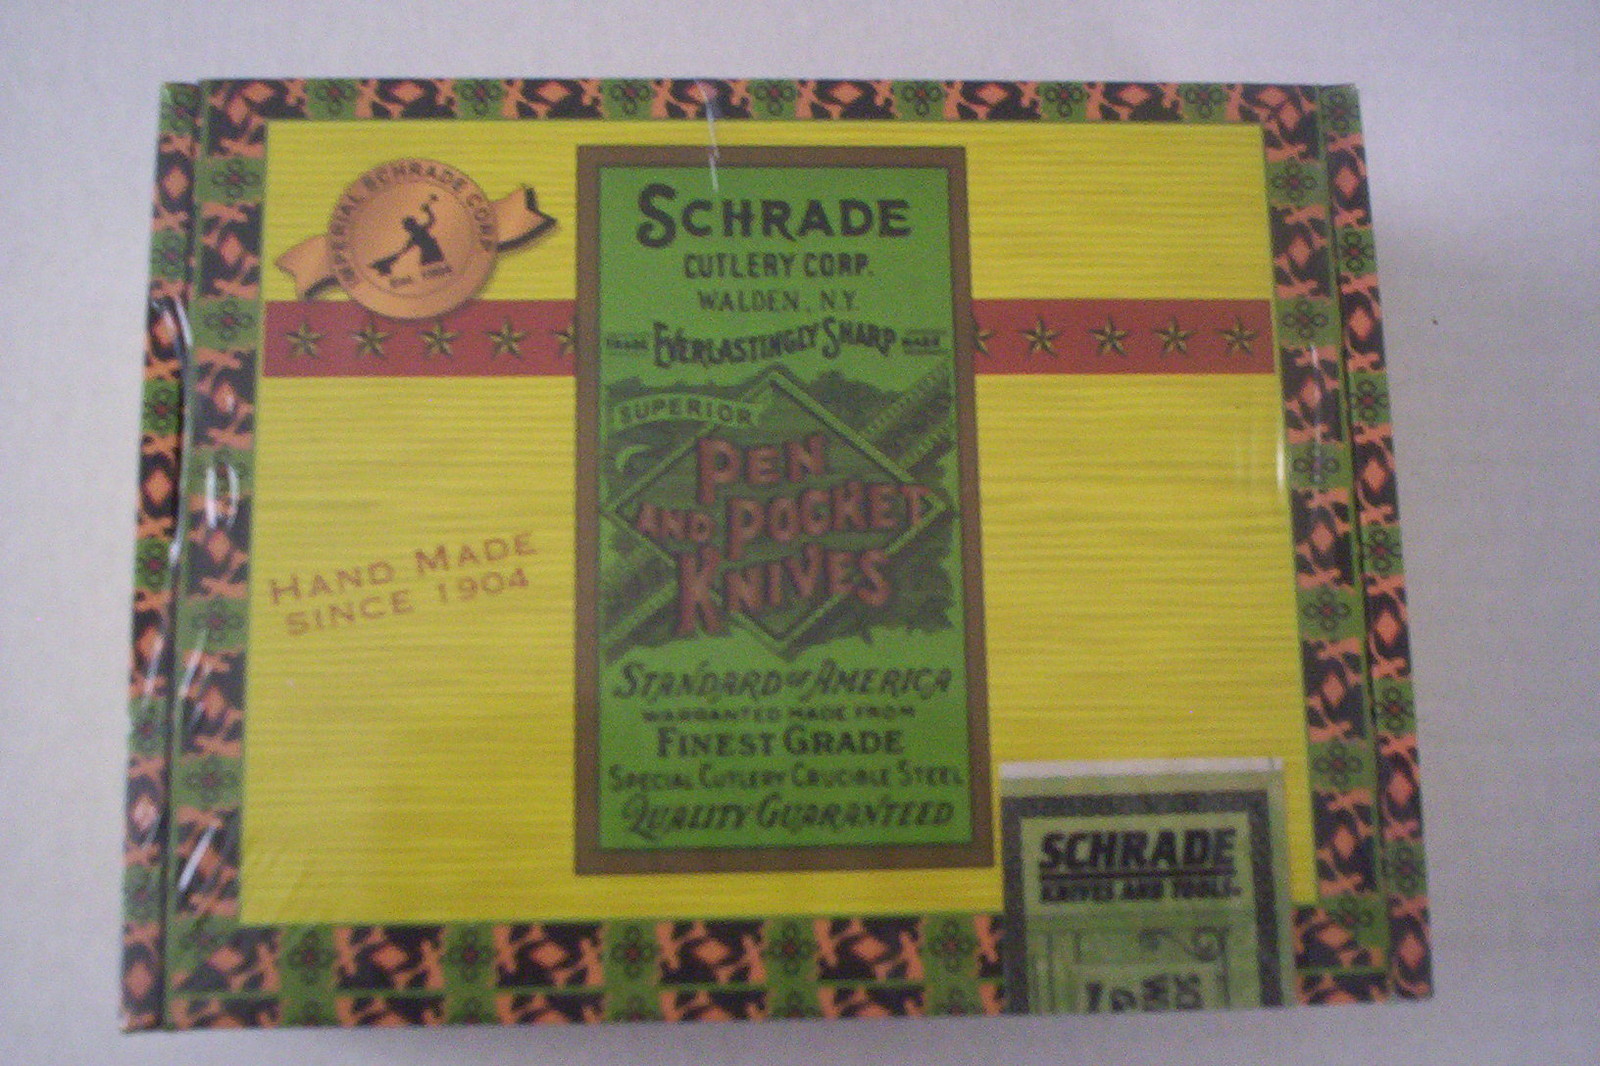 IMPERIAL SCHRADE CORP
Est. 1904
SCHRADE
CUTLERY CORP.
WALDEN, N.Y.
TRADE EVERLASTINGLY SHARP MARK
SUPERIOR
PEN
AND POCKET
KNIVES
STANDARD of AMERICA
WARRANTED MADE FROM
FINEST GRADE
SPECIAL CUTLERY CRUCIBLE STEEL
QUALITY GUARANTEED
HAND MADE
SINCE 1904
SCHRADE
KNIVES AND TOOLS